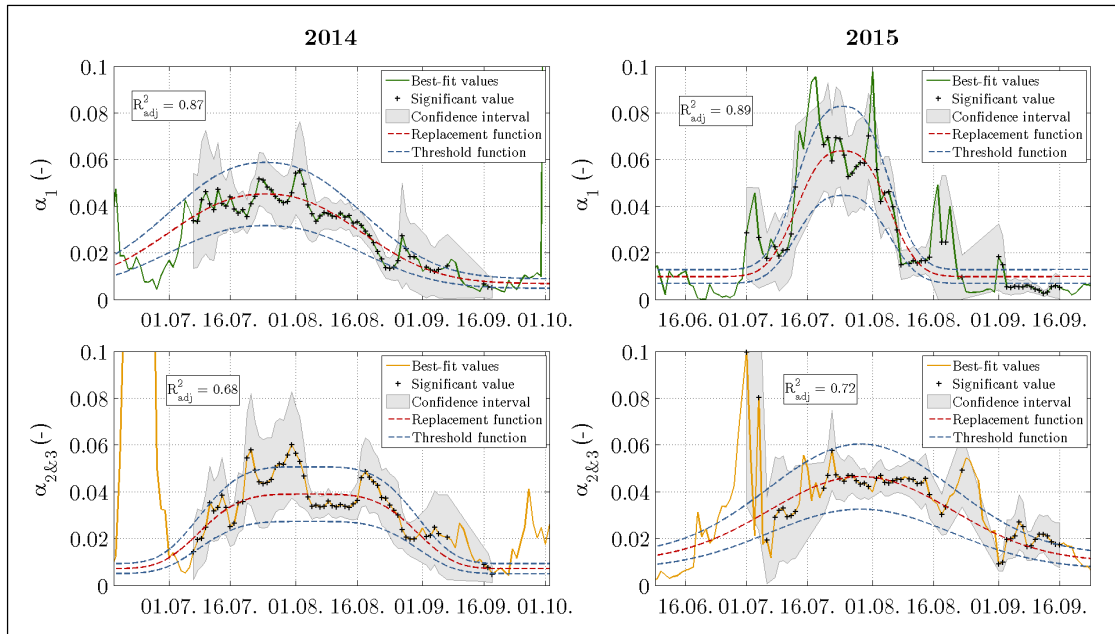 2014
2015
α1 (-)
0.1
0.08
0.06
0.04
0.02
0
R²adj = 0.87
Best-fit values
Significant value
Confidence interval
Replacement function
Threshold function
01.07. 16.07. 01.08. 16.08. 01.09. 16.09. 01.10.
α1 (-)
0.1
0.08
0.06
0.04
0.02
0
R²adj = 0.89
Best-fit values
Significant value
Confidence interval
Replacement function
Threshold function
16.06. 01.07. 16.07. 01.08. 16.08. 01.09. 16.09.
α2&3 (-)
0.1
0.08
0.06
0.04
0.02
0
R²adj = 0.68
Best-fit values
Significant value
Confidence interval
Replacement function
Threshold function
01.07. 16.07. 01.08. 16.08. 01.09. 16.09. 01.10.
α2&3 (-)
0.1
0.08
0.06
0.04
0.02
0
R²adj = 0.72
Best-fit values
Significant value
Confidence interval
Replacement function
Threshold function
16.06. 01.07. 16.07. 01.08. 16.08. 01.09. 16.09.